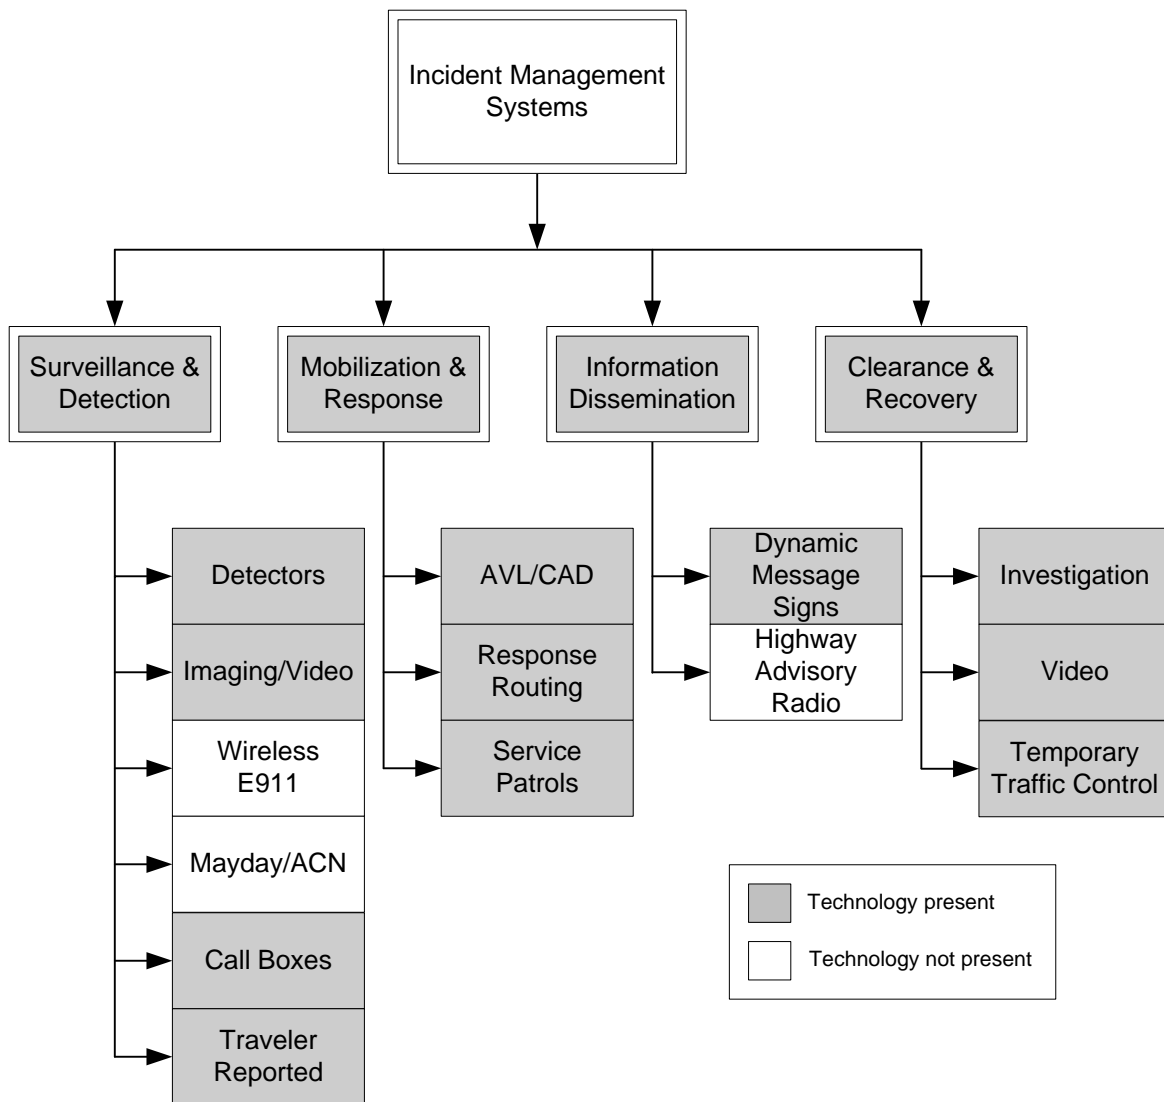 Incident Management
Systems
Surveillance &
Detection
Mobilization &
Response
Information
Dissemination
Clearance &
Recovery
Detectors
Imaging/Video
Wireless
E911
Mayday/ACN
Call Boxes
Traveler
Reported
AVL/CAD
Response
Routing
Service
Patrols
Dynamic
Message
Signs
Highway
Advisory
Radio
Investigation
Video
Temporary
Traffic Control
Technology present
Technology not present